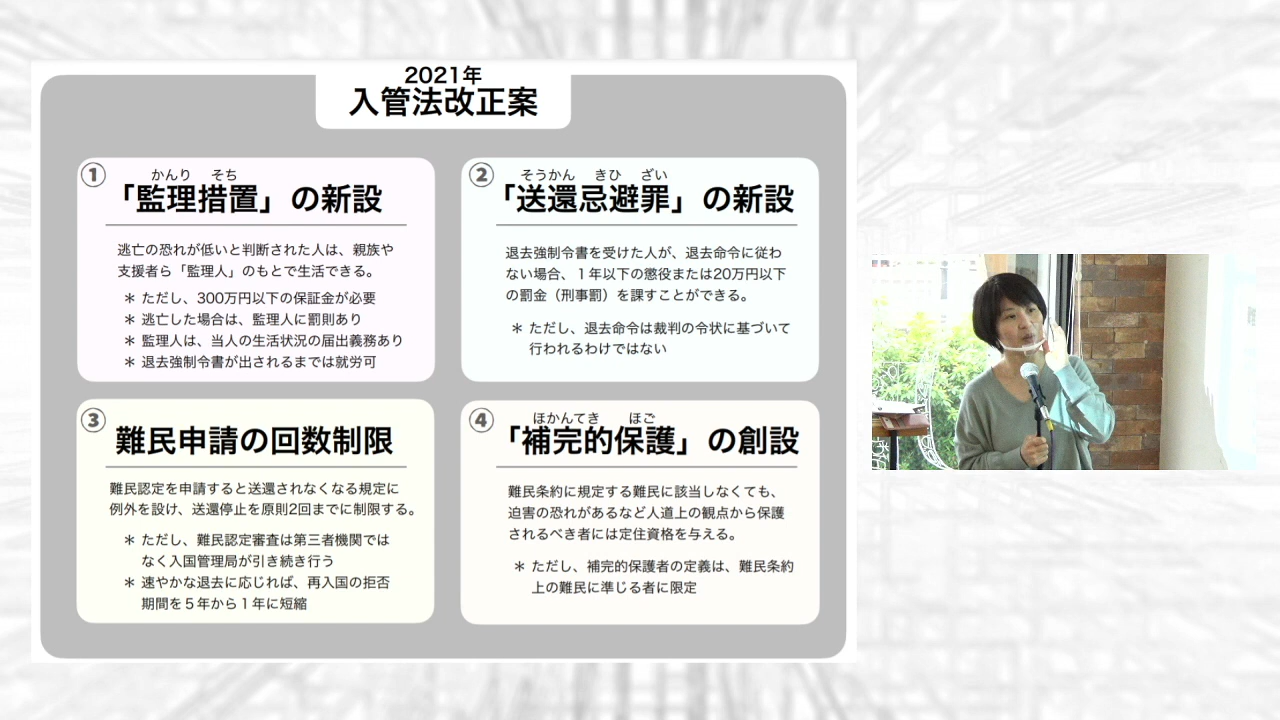 2021年
入管法改正案
①
かんり そち
「監理措置」の新設
逃亡の恐れが低いと判断された人は、親族や
支援者ら「監理人」のもとで生活できる。
＊ ただし、300万円以下の保証金が必要
＊ 逃亡した場合は、監理人に罰則あり
＊ 監理人は、当人の生活状況の届出義務あり
＊ 退去強制令書が出されるまでは就労可
②
そうかん きひ ざい
「送還忌避罪」の新設
退去強制令書を受けた人が、退去命令に従わ
ない場合、１年以下の懲役または20万円以下
の罰金（刑事罰）を課すことができる。
＊ ただし、退去命令は裁判の令状に基づいて
行われるわけではない
③
難民申請の回数制限
難民認定を申請すると送還されなくなる規定に
例外を設け、送還停止を原則2回までに制限する。
＊ ただし、難民認定審査は第三者機関では
なく入国管理局が引き続き行う
＊ 速やかな退去に応じれば、再入国の拒否
期間を５年から１年に短縮
④
ほかんてき ほご
「補完的保護」の創設
難民条約に規定する難民に該当しなくても、
迫害の恐れがあるなど人道上の観点から保護
されるべき者には定住資格を与える。
＊ ただし、補完的保護者の定義は、難民条約
上の難民に準じる者に限定